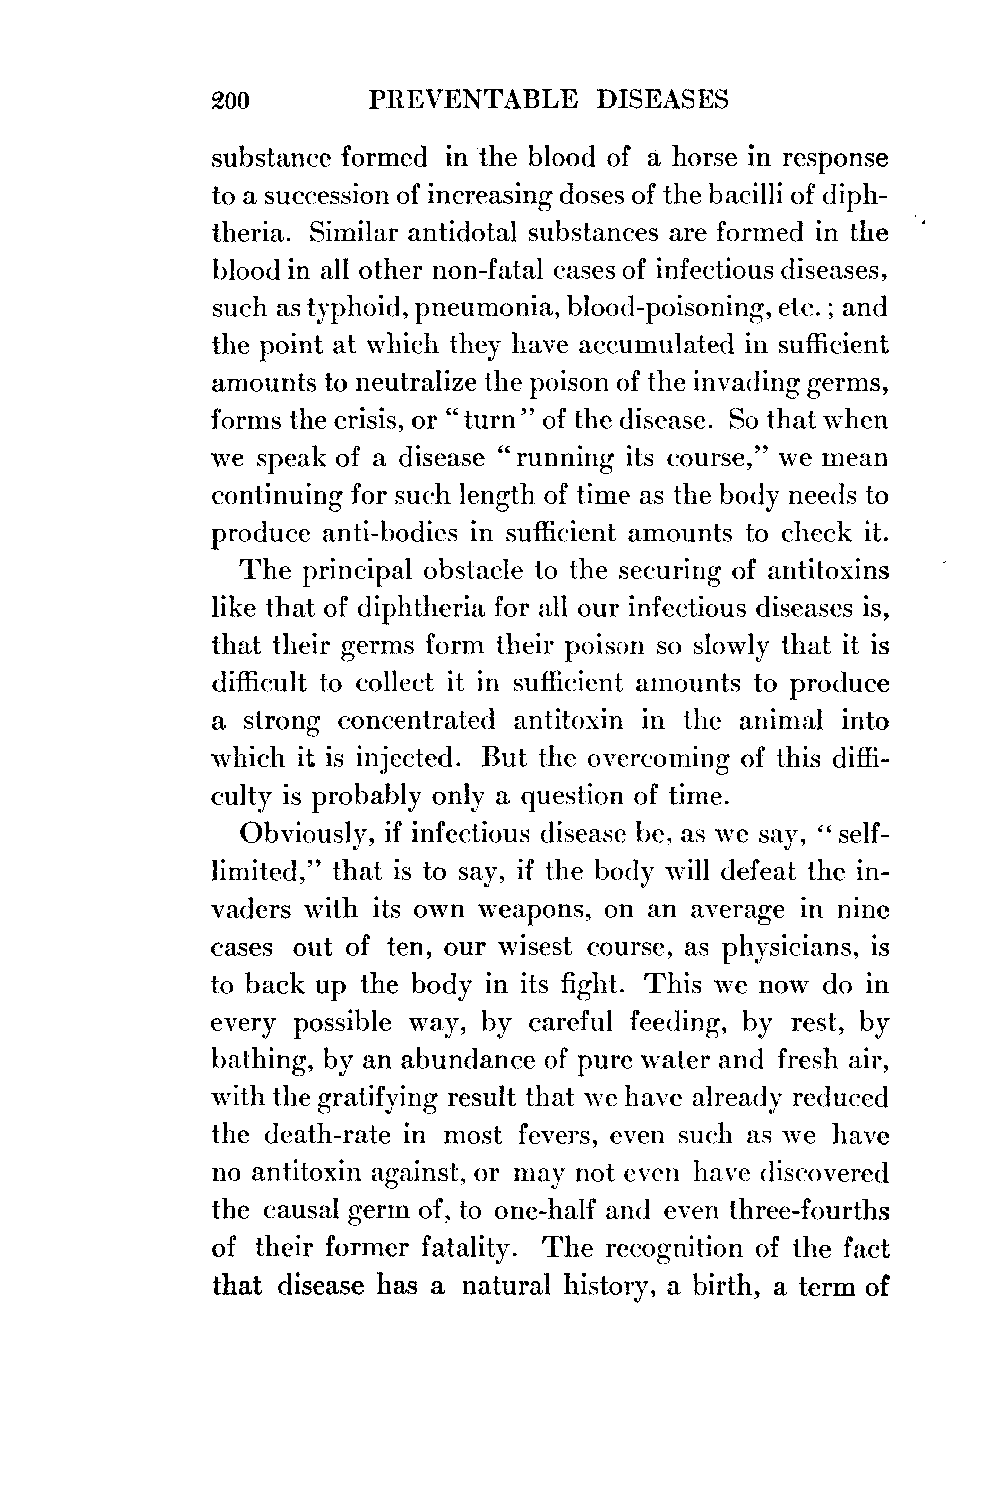 200 PREVENTABLE DISEASES
substance formed in the blood of a horse in response
to a succession of increasing doses of the bacilli of diph-
theria. Similar antidotal substances are formed in the
blood in all other non-fatal cases of infectious diseases,
such as typhoid, pneumonia, blood-poisoning, etc. ; and
the point at which they have accumulated in sufficient
amounts to neutralize the poison of the invading germs,
forms the crisis, or “turn” of the disease. So that when
we speak of a disease “running its course,” we mean
continuing for such length of time as the body needs to
produce anti-bodies in sufficient amounts to check it.
The principal obstacle to the securing of antitoxins
like that of diphtheria for all our infectious diseases is,
that their germs form their poison so slowly that it is
difficult to collect it in sufficient amounts to produce
a strong concentrated antitoxin in the animal into
which it is injected. But the overcoming of this diffi-
culty is probably only a question of time.
Obviously, if infectious disease be, as we say, “self-
limited,” that is to say, if the body will defeat the in-
vaders with its own weapons, on an average in nine
cases out of ten, our wisest course, as physicians, is
to back up the body in its fight. This we now do in
every possible way, by careful feeding, by rest, by
bathing, by an abundance of pure water and fresh air,
with the gratifying result that we have already reduced
the death-rate in most fevers, even such as we have
no antitoxin against, or may not even have discovered
the causal germ of, to one-half and even three-fourths
of their former fatality. The recognition of the fact
that disease has a natural history, a birth, a term of